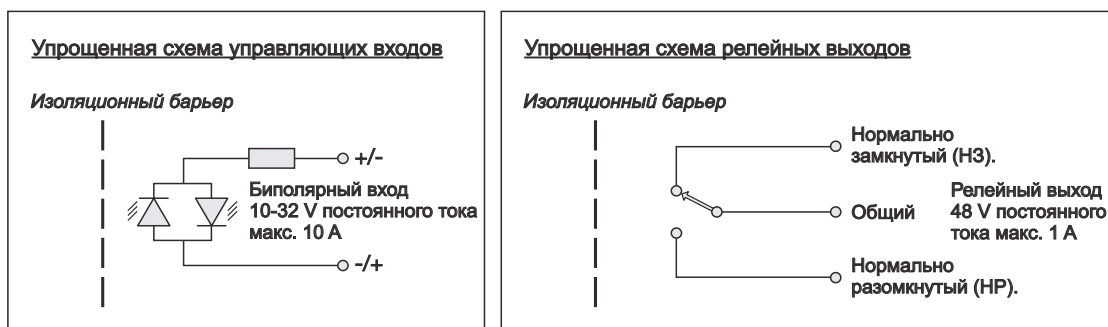 Упрощенная схема управляющих входов
Изоляционный барьер
+/-
Биполярный вход
10-32 V постоянного тока
макс. 10 А
-/+
Упрощенная схема релейных выходов
Изоляционный барьер
Нормально
замкнутый (НЗ).
Общий
Релейный выход
48 V постоянного
тока макс. 1 А
Нормально
разомкнутый (НР).